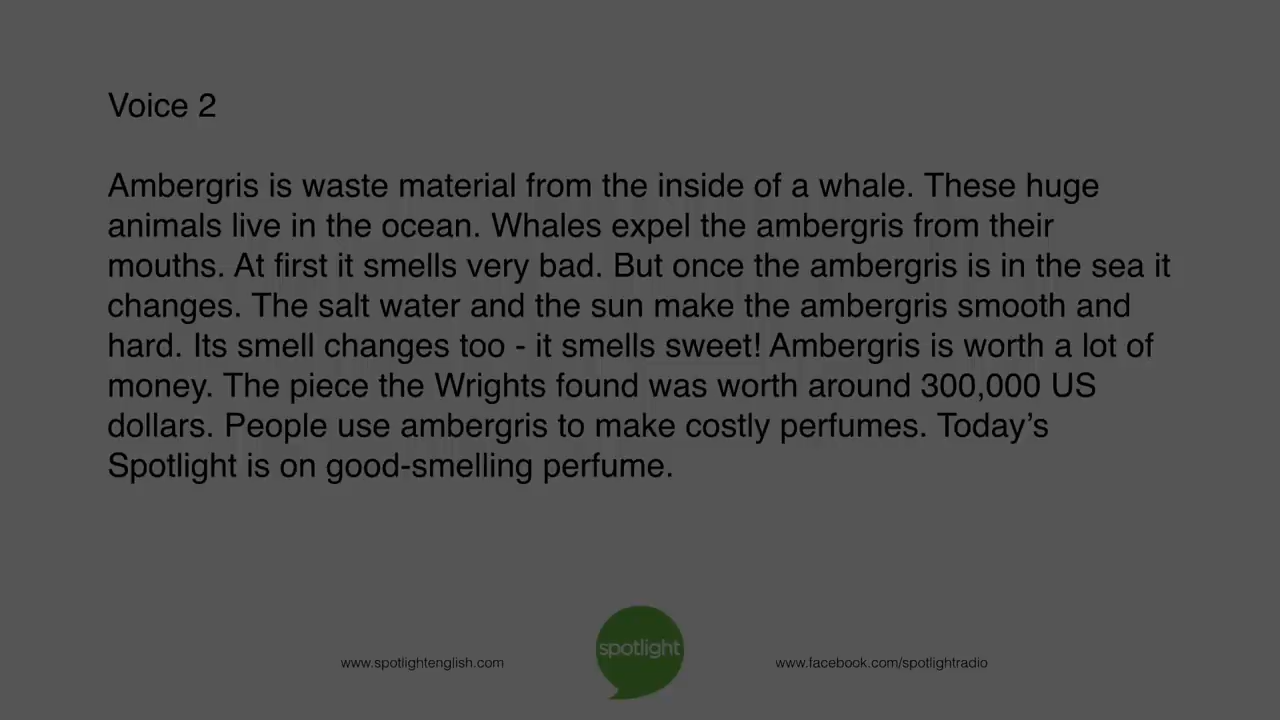 Voice 2
Ambergris is waste material from the inside of a whale. These huge
animals live in the ocean. Whales expel the ambergris from their
mouths. At first it smells very bad. But once the ambergris is in the sea it
changes. The salt water and the sun make the ambergris smooth and
hard. Its smell changes too - it smells sweet! Ambergris is worth a lot of
money. The piece the Wrights found was worth around 300,000 US
dollars. People use ambergris to make costly perfumes. Today’s
Spotlight is on good-smelling perfume.
spotlight
www.spotlightenglish.com
www.facebook.com/spotlightradio